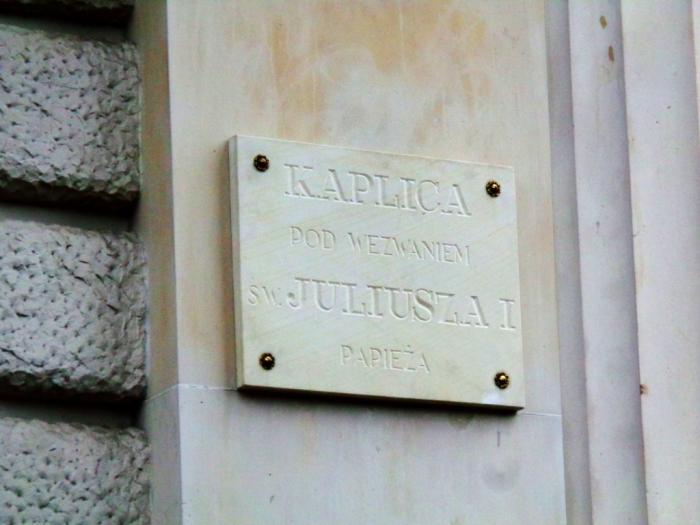 KAPLICA
POD WEZWANIEM
ŚW. JULIUSZA I
PAPIEŻA